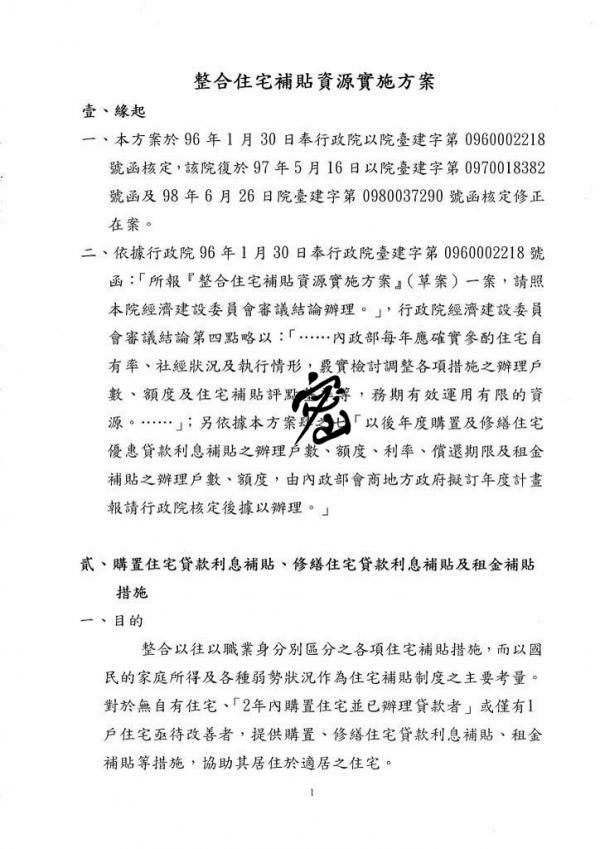 整合住宅補貼資源實施方案
壹、緣起
一、本方案於 96 年 1 月 30 日奉行政院以院臺建字第 0960002218
號函核定，該院復於 97 年 5 月 16 日以院臺建字第 0970018382
號函及 98 年 6 月 26 日院臺建字第 0980037290 號函核定修正
在案。
二、依據行政院 96 年 1 月 30 日奉行政院臺建字第 0960002218 號
函：「所報『整合住宅補貼資源實施方案』（草案）一案，請照
本院經濟建設委員會審議結論辦理。」，行政院經濟建設委員
會審議結論第四點略以：「……內政部每年應確實參酌住宅自
有率、社經狀況及執行情形，覈實檢討調整各項措施之辦理戶
數、額度及住宅補貼評點 等，務期有效運用有限的資
源。……」；另依據本方案肆之七「以後年度購置及修繕住宅
優惠貸款利息補貼之辦理戶數、額度、利率、償還期限及租金
補貼之辦理戶數、額度，由內政部會商地方政府擬訂年度計畫
報請行政院核定後據以辦理。」
貳、購置住宅貸款利息補貼、修繕住宅貸款利息補貼及租金補貼
措施
一、目的
整合以往以職業身分別區分之各項住宅補貼措施，而以國
民的家庭所得及各種弱勢狀況作為住宅補貼制度之主要考量。
對於無自有住宅、「2年內購置住宅並已辦理貸款者」或僅有1
戶住宅亟待改善者，提供購置、修繕住宅貸款利息補貼、租金
補貼等措施，協助其居住於適居之住宅。
1